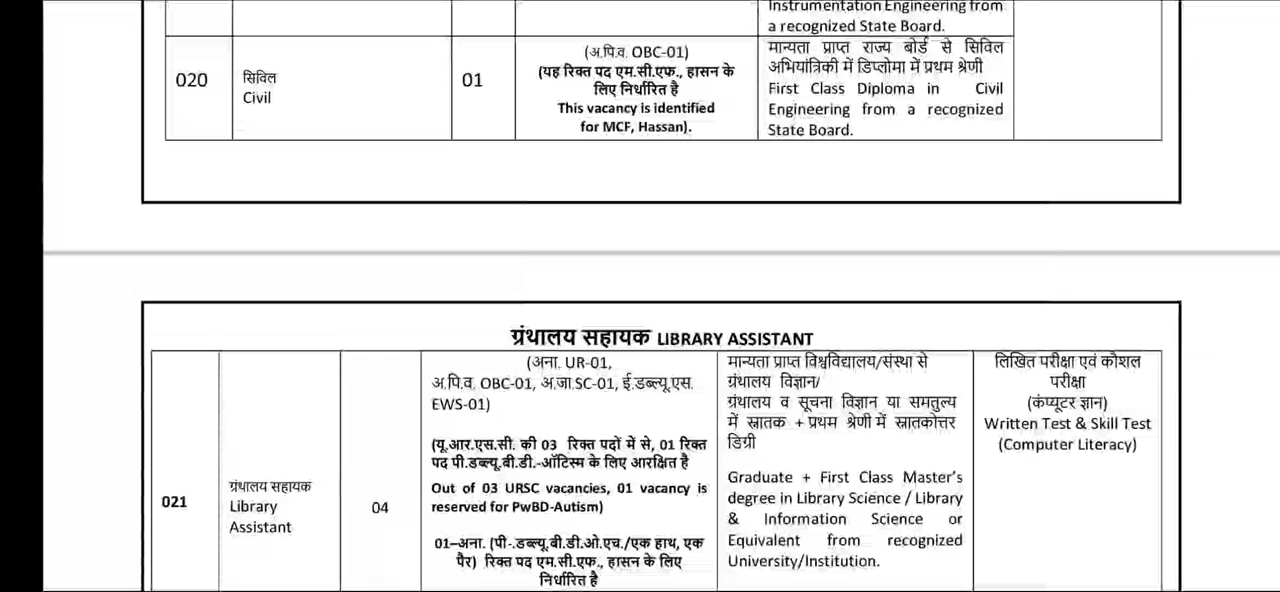 Instrumentation Engineering from
a recognized State Board.
020
सिविल
Civil
01
(अ.पि.व. OBC-01)
(यह रिक्त पद एम.सी.एफ., हासन के
लिए निर्धारित है
This vacancy is identified
for MCF, Hassan).
मान्यता प्राप्त राज्य बोर्ड से सिविल
अभियांत्रिकी में डिप्लोमा में प्रथम श्रेणी
First Class Diploma in Civil
Engineering from a recognized
State Board.
ग्रंथालय सहायक LIBRARY ASSISTANT
021
ग्रंथालय सहायक
Library
Assistant
04
(अना. UR-01,
अ.पि.व. OBC-01, अ.जा.SC-01, ई.डब्ल्यू.एस.
EWS-01)
(यू.आर.एस.सी. की 03 रिक्त पदों में से, 01 रिक्त
पद पी.डब्ल्यू.बी.डी.-ऑटिस्म के लिए आरक्षित है
Out of 03 URSC vacancies, 01 vacancy is
reserved for PwBD-Autism)
01–अना. (पी-.डब्ल्यू.बी.डी.ओ.एच./एक हाथ, एक
पैर) रिक्त पद एम.सी.एफ., हासन के लिए
निर्धारित है
मान्यता प्राप्त विश्वविद्यालय/संस्था से
ग्रंथालय विज्ञान/
ग्रंथालय व सूचना विज्ञान या समतुल्य
में स्नातक + प्रथम श्रेणी में स्नातकोत्तर
डिग्री
Graduate + First Class Master's
degree in Library Science / Library
& Information Science or
Equivalent from recognized
University/Institution.
लिखित परीक्षा एवं कौशल
परीक्षा
(कंप्यूटर ज्ञान)
Written Test & Skill Test
(Computer Literacy)